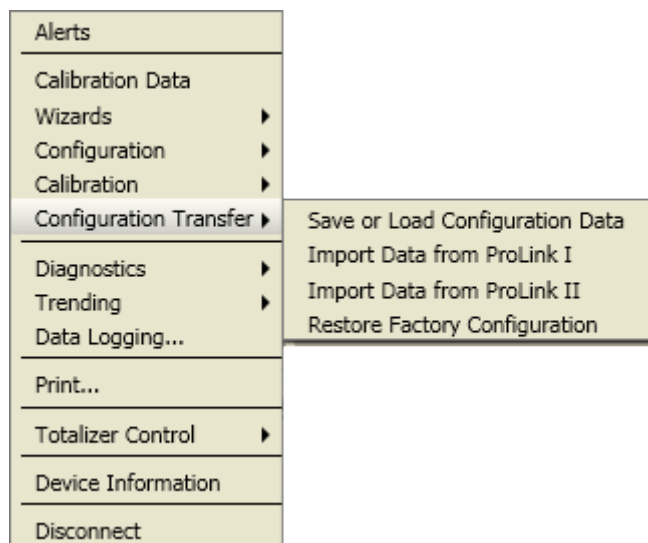 Alerts
Calibration Data
Wizards
Configuration
Calibration
Configuration Transfer
Save or Load Configuration Data
Import Data from ProLink I
Import Data from ProLink II
Restore Factory Configuration
Diagnostics
Trending
Data Logging...
Print...
Totalizer Control
Device Information
Disconnect